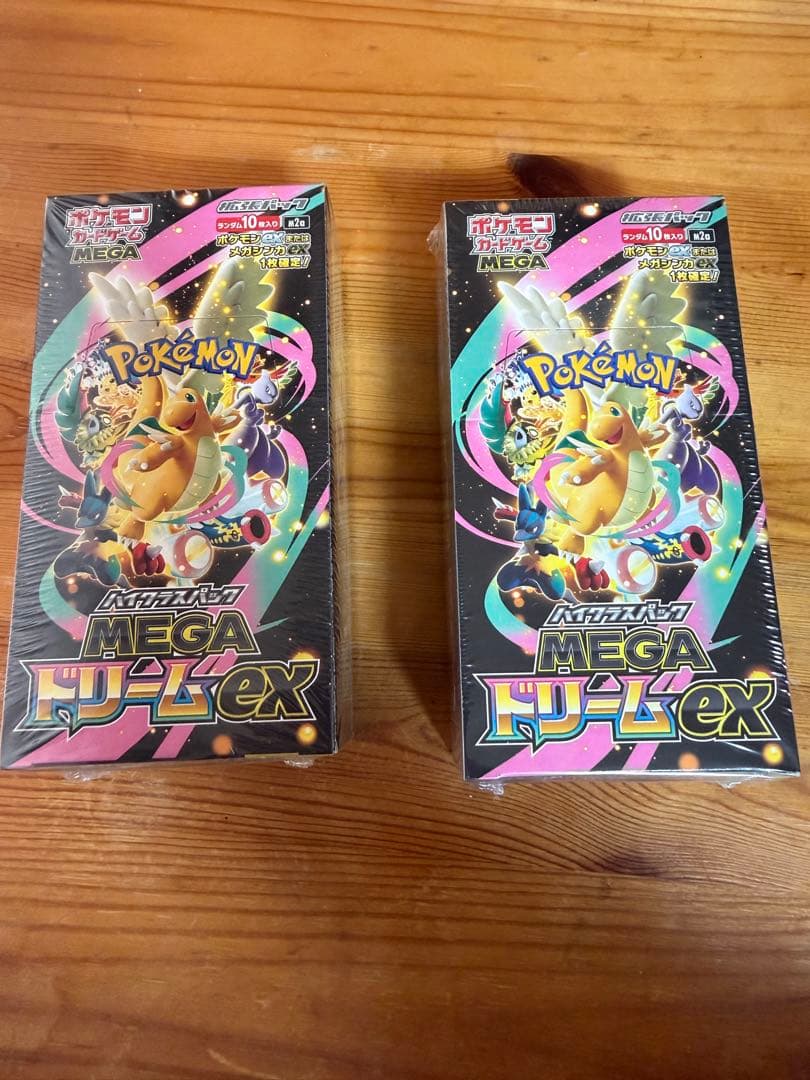 ポケモン
カードゲーム
MEGA
拡張パック
ランダム10枚入り
M2a
ポケモンexまたは
メガシンカex
1枚確定!
POKéMON
ハイクラスパック
MEGA
ドリームex
ポケモン
カードゲーム
MEGA
拡張パック
ランダム10枚入り
M2a
ポケモンexまたは
メガシンカex
1枚確定!
POKéMON
ハイクラスパック
MEGA
ドリームex